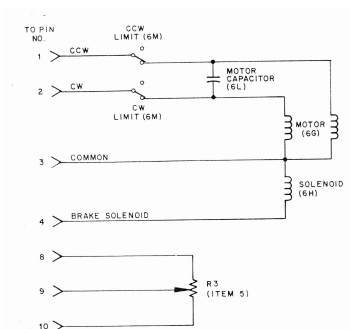 TO PIN
NO.
CCW
LIMIT (6M)
1 CCW
MOTOR
CAPACITOR
(6L)
2 CW
CW
LIMIT (6M)
MOTOR
(6G)
3 COMMON
SOLENOID
(6H)
4 BRAKE SOLENOID
8
9
R3
(ITEM 5)
10